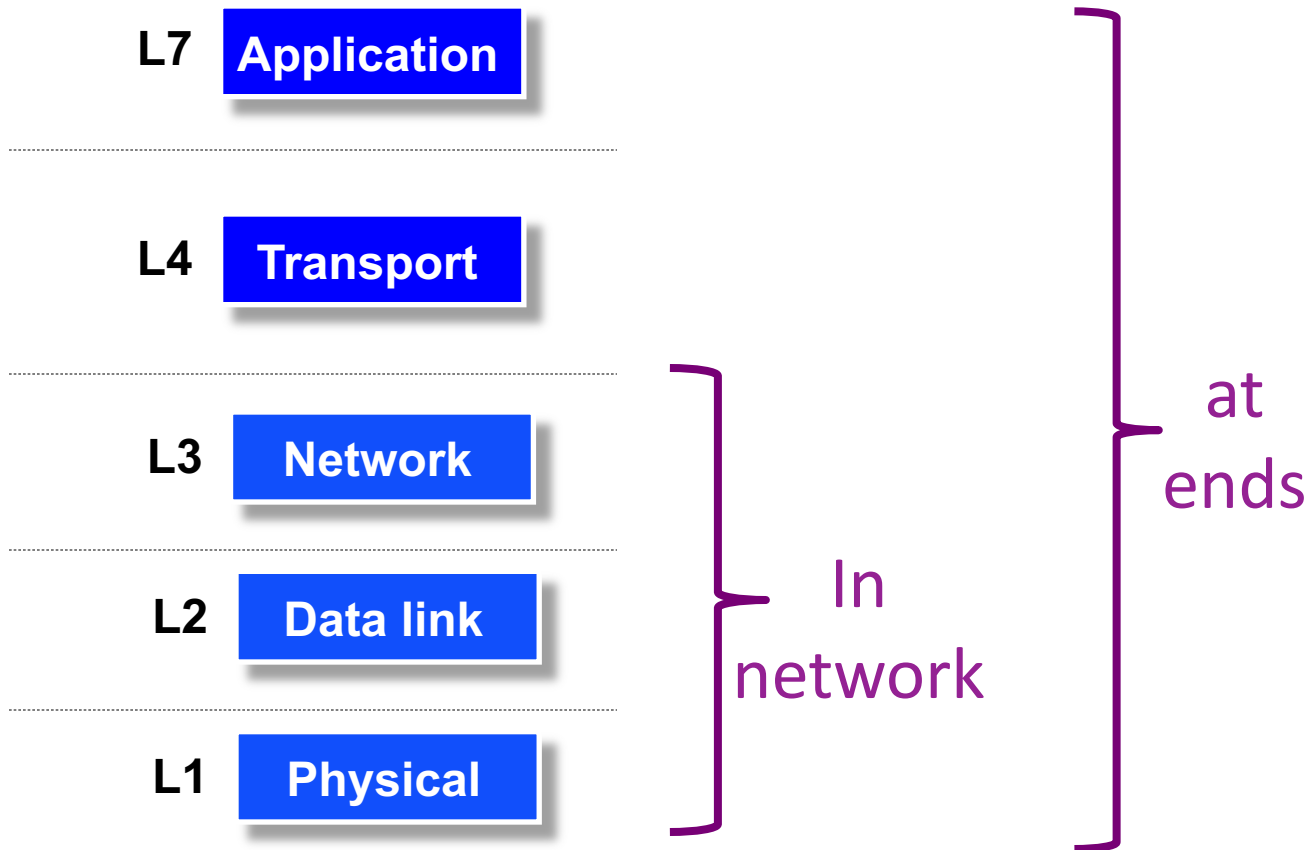 L7 Application
L4 Transport
L3 Network
L2 Data link
L1 Physical
In
network
at
ends